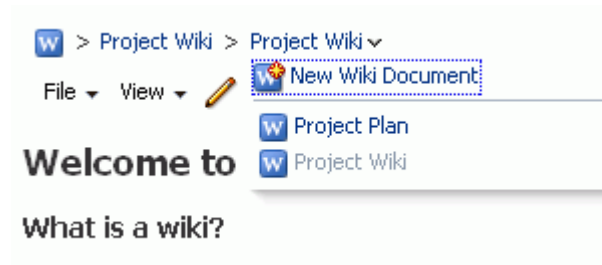 W > Project Wiki > Project Wiki
W New Wiki Document
File View
W Project Plan
Welcome to
W Project Wiki
What is a wiki?